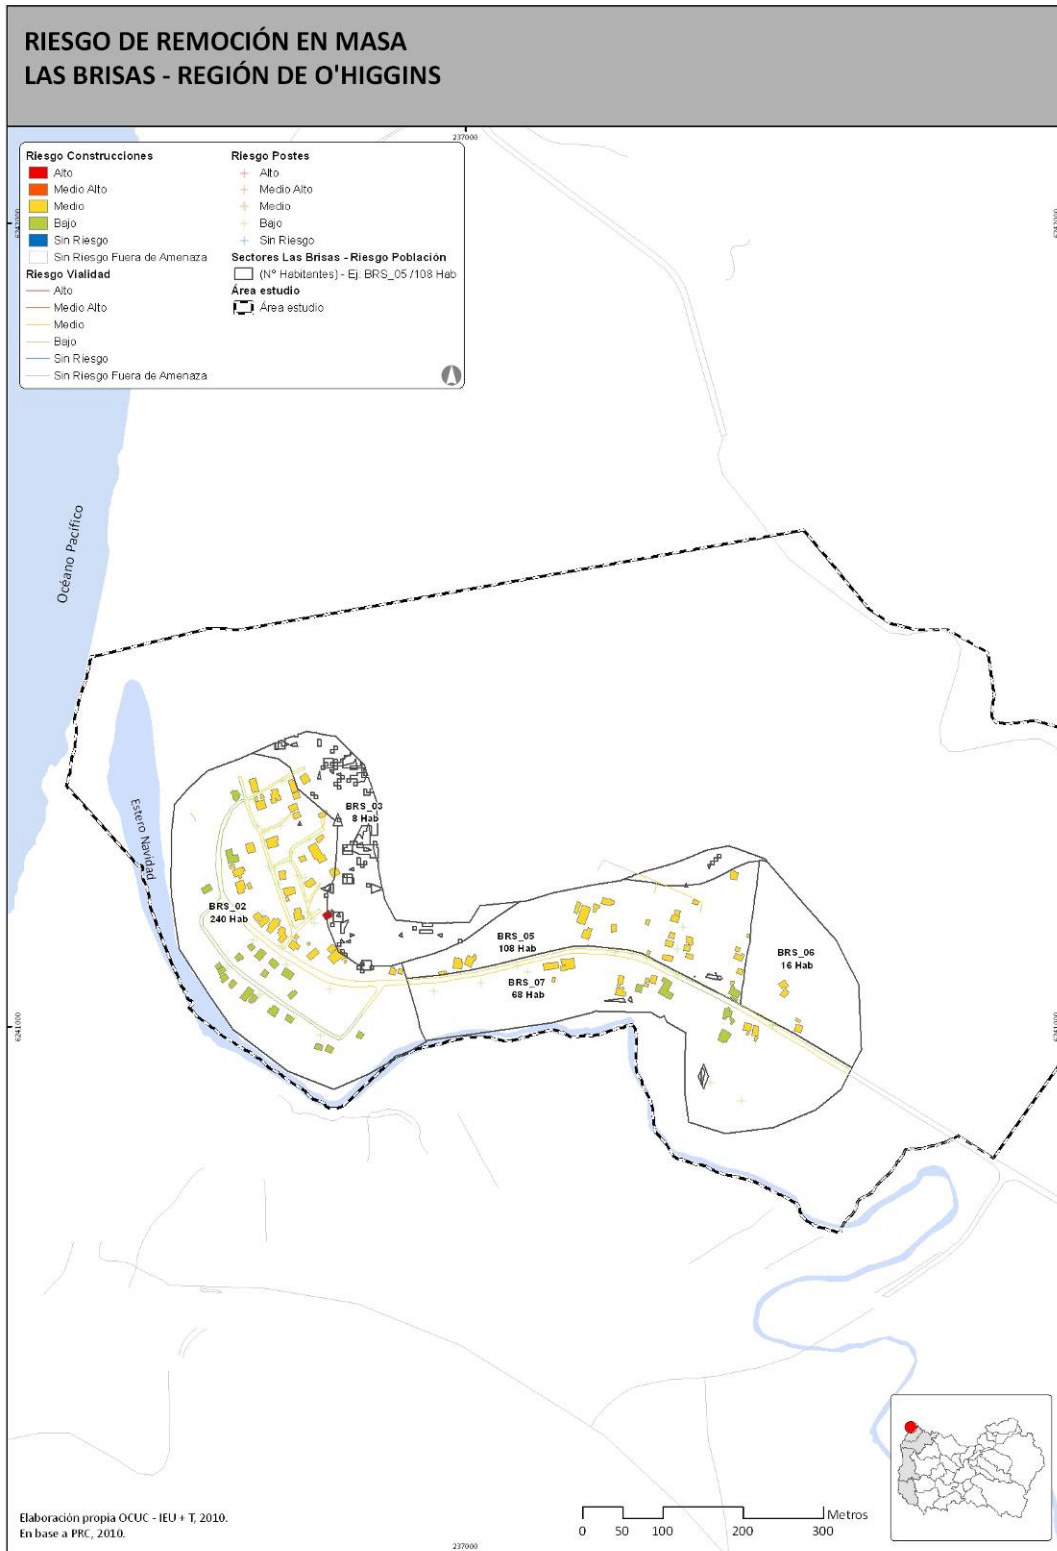 RIESGO DE REMOCIÓN EN MASA
LAS BRISAS - REGIÓN DE O'HIGGINS
237000
Riesgo Construcciones
Alto
Medio Alto
Medio
Bajo
Sin Riesgo
Sin Riesgo Fuera de Amenaza
Riesgo Vialidad
Alto
Medio Alto
Medio
Bajo
Sin Riesgo
Sin Riesgo Fuera de Amenaza
Riesgo Postes
Alto
Medio Alto
Medio
Bajo
Sin Riesgo
Sectores Las Brisas - Riesgo Población
(N° Habitantes) - Ej: BRS_05 /108 Hab
Área estudio
Área estudio
6242000
6242000
Océano Pacífico
Estero Navidad
BRS_03
8 Hab
BRS_02
240 Hab
BRS_05
108 Hab
BRS_06
16 Hab
BRS_07
68 Hab
6241000
6241000
Elaboración propia OCUC - IEU + T, 2010.
En base a PRC, 2010.
237000
Metros
0 50 100 200 300